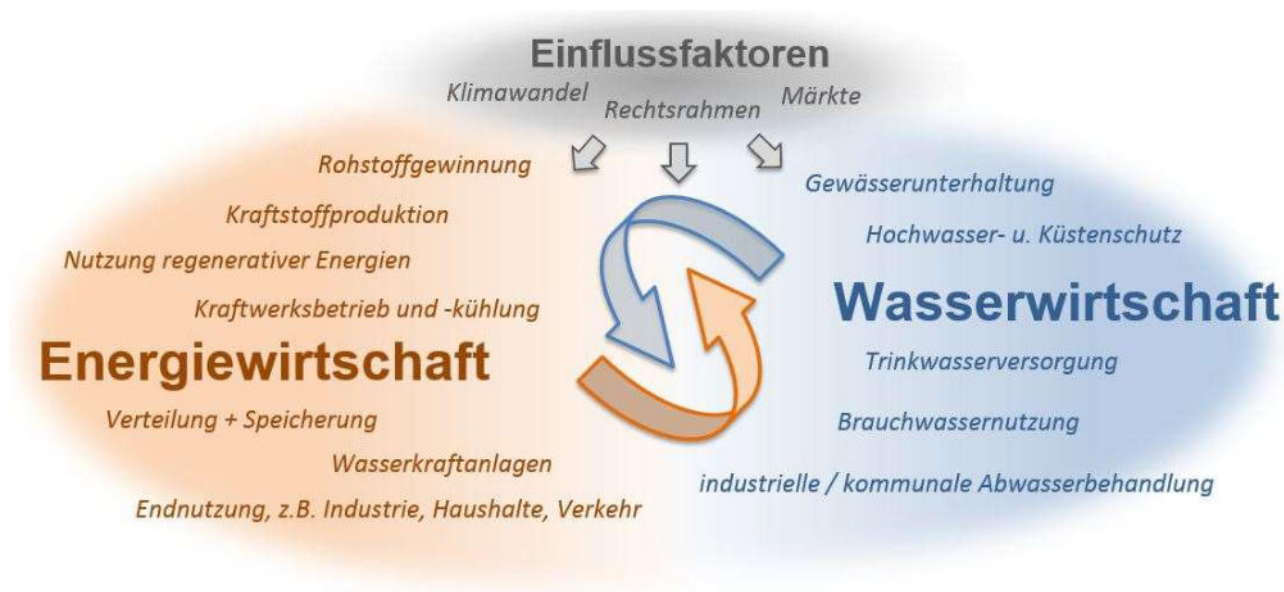 Einflussfaktoren
Klimawandel
Rechtsrahmen
Märkte
Rohstoffgewinnung
Kraftstoffproduktion
Nutzung regenerativer Energien
Kraftwerksbetrieb und -kühlung
Energiewirtschaft
Verteilung + Speicherung
Wasserkraftanlagen
Endnutzung, z.B. Industrie, Haushalte, Verkehr
Gewässerunterhaltung
Hochwasser- u. Küstenschutz
Wasserwirtschaft
Trinkwasserversorgung
Brauchwassernutzung
industrielle / kommunale Abwasserbehandlung